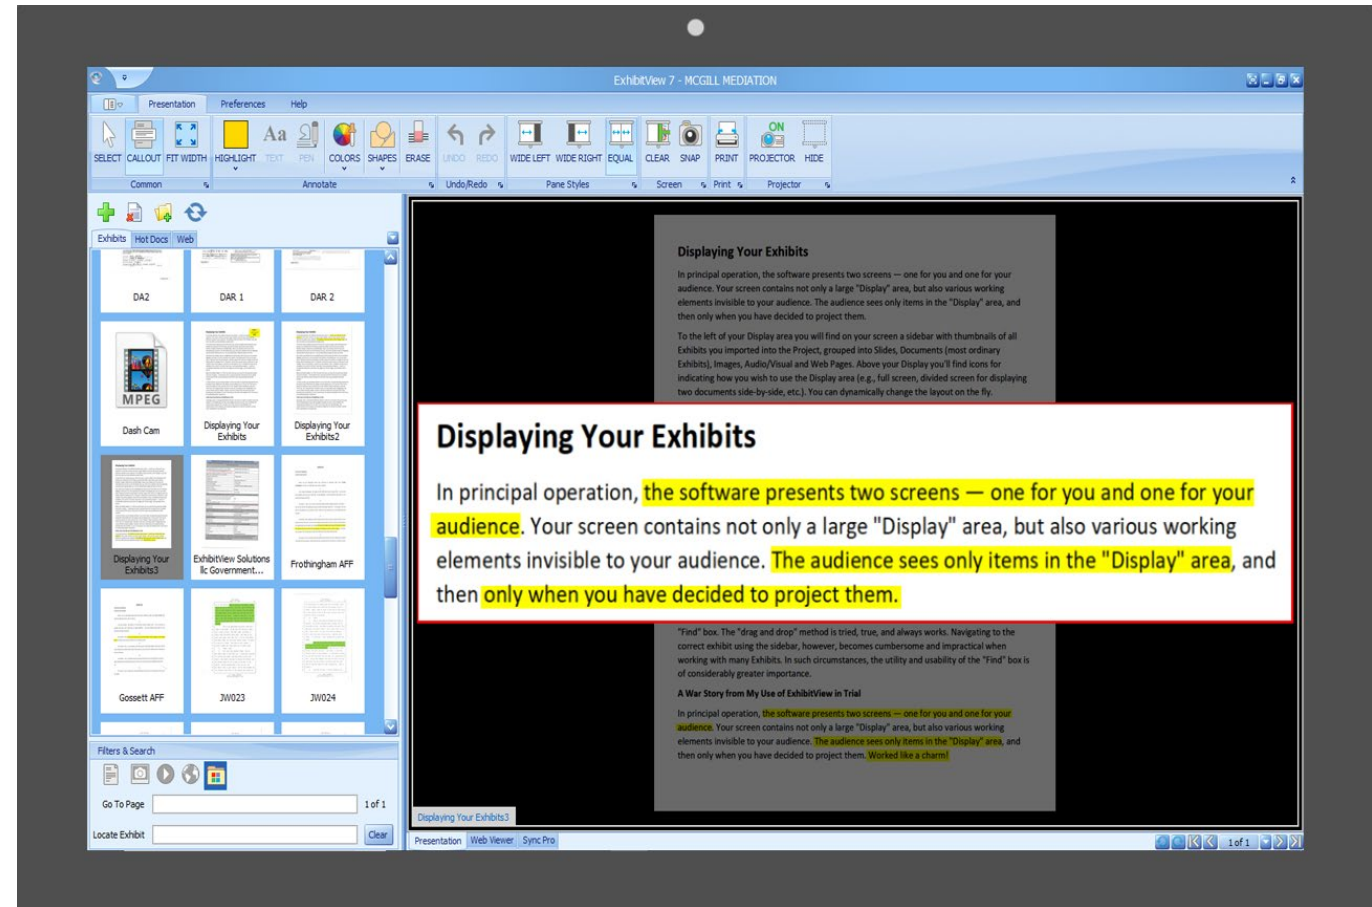 ExhibitView 7 - MCGILL MEDIATION
Presentation Preferences Help
SELECT CALLOUT FIT WIDTH HIGHLIGHT TEXT PEN COLORS SHAPES ERASE UNDO REDO WIDE LEFT WIDE RIGHT EQUAL CLEAR SNAP PRINT ON PROJECTOR HIDE
Common Annotate Undo/Redo Pane Styles Screen Print Projector
Exhibits Hot Docs Web
DA2 DAR 1 DAR 2
MPEG
Dash Cam
Displaying Your
Exhibits
Displaying Your
Exhibits2
Displaying Your
Exhibits3
ExhibitView Solutions
llc Government...
Frothingham AFF
Gossett AFF JW023 JW024
Filters & Search
Go To Page 1 of 1
Locate Exhibit Clear
Displaying Your Exhibits
In principal operation, the software presents two screens — one for you and one for your
audience. Your screen contains not only a large "Display" area, but also various working
elements invisible to your audience. The audience sees only items in the "Display" area, and
then only when you have decided to project them.
To the left of your Display area you will find on your screen a sidebar with thumbnails of all
Exhibits you imported into the Project, grouped into Slides, Documents (most ordinary
Exhibits), Images, Audio/Visual and Web Pages. Above your Display you'll find icons for
indicating how you wish to use the Display area (e.g., full screen, divided screen for displaying
two documents side-by-side, etc.). You can dynamically change the layout on the fly.
Displaying Your Exhibits
In principal operation, the software presents two screens — one for you and one for your
audience. Your screen contains not only a large "Display" area, but also various working
elements invisible to your audience. The audience sees only items in the "Display" area, and
then only when you have decided to project them.
"Find" box. The "drag and drop" method is tried, true, and always works. Navigating to the
correct exhibit using the sidebar, however, becomes cumbersome and impractical when
working with many Exhibits. In such circumstances, the utility and usability of the "Find" box is
of considerably greater importance.
A War Story from My Use of ExhibitView in Trial
In principal operation, the software presents two screens — one for you and one for your
audience. Your screen contains not only a large "Display" area, but also various working
elements invisible to your audience. The audience sees only items in the "Display" area, and
then only when you have decided to project them. Worked like a charm!
Displaying Your Exhibits3
Presentation Web Viewer Sync Pro 1 of 1